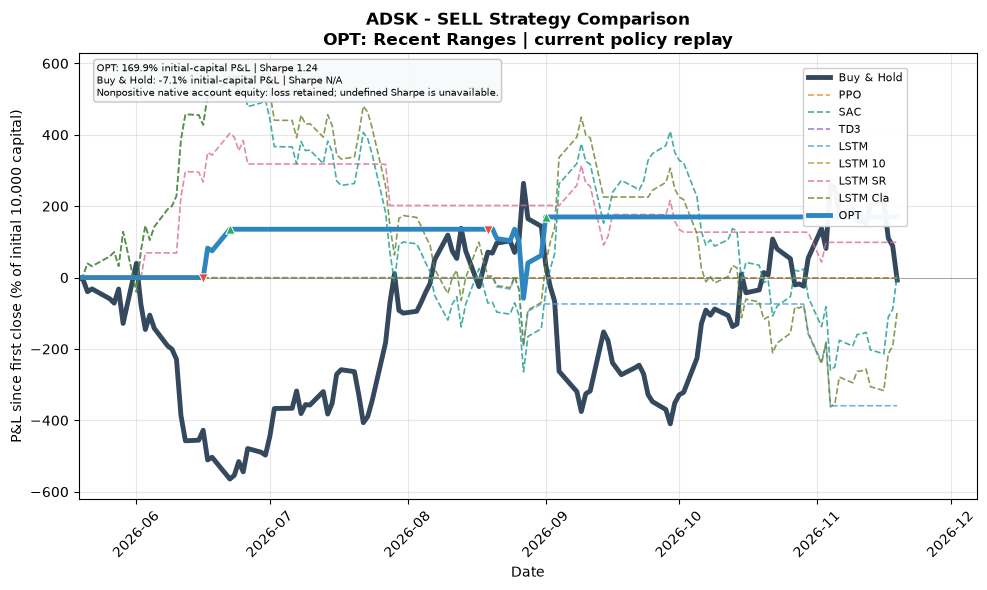 ADSK - SELL Strategy Comparison
OPT: Recent Ranges | current policy replay
OPT: 169.9% initial-capital P&L | Sharpe 1.24
Buy & Hold: -7.1% initial-capital P&L | Sharpe N/A
Nonpositive native account equity: loss retained; undefined Sharpe is unavailable.
Buy & Hold
PPO
SAC
TD3
LSTM
LSTM 10
LSTM SR
LSTM Cla
OPT
P&L since first close (% of initial 10,000 capital)
600
400
200
0
−200
−400
−600
2026-06
2026-07
2026-08
2026-09
2026-10
2026-11
2026-12
Date